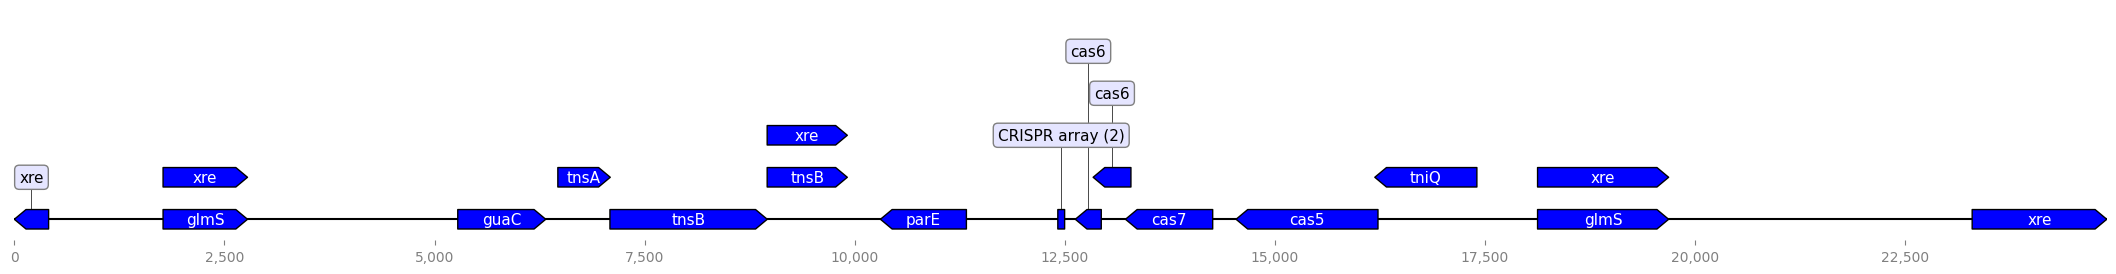 cas6
cas6
xre
CRISPR array (2)
xre
xre
tnsA
tnsB
tniQ
xre
glmS
guaC
tnsB
parE
cas7
cas5
glmS
xre
0
2,500
5,000
7,500
10,000
12,500
15,000
17,500
20,000
22,500